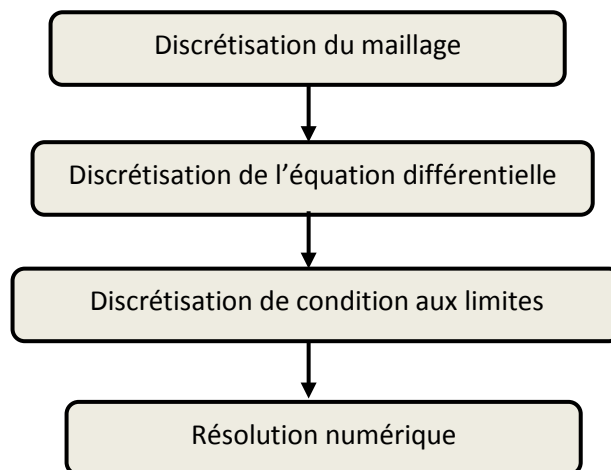 Discrétisation du maillage
Discrétisation de l’équation différentielle
Discrétisation de condition aux limites
Résolution numérique